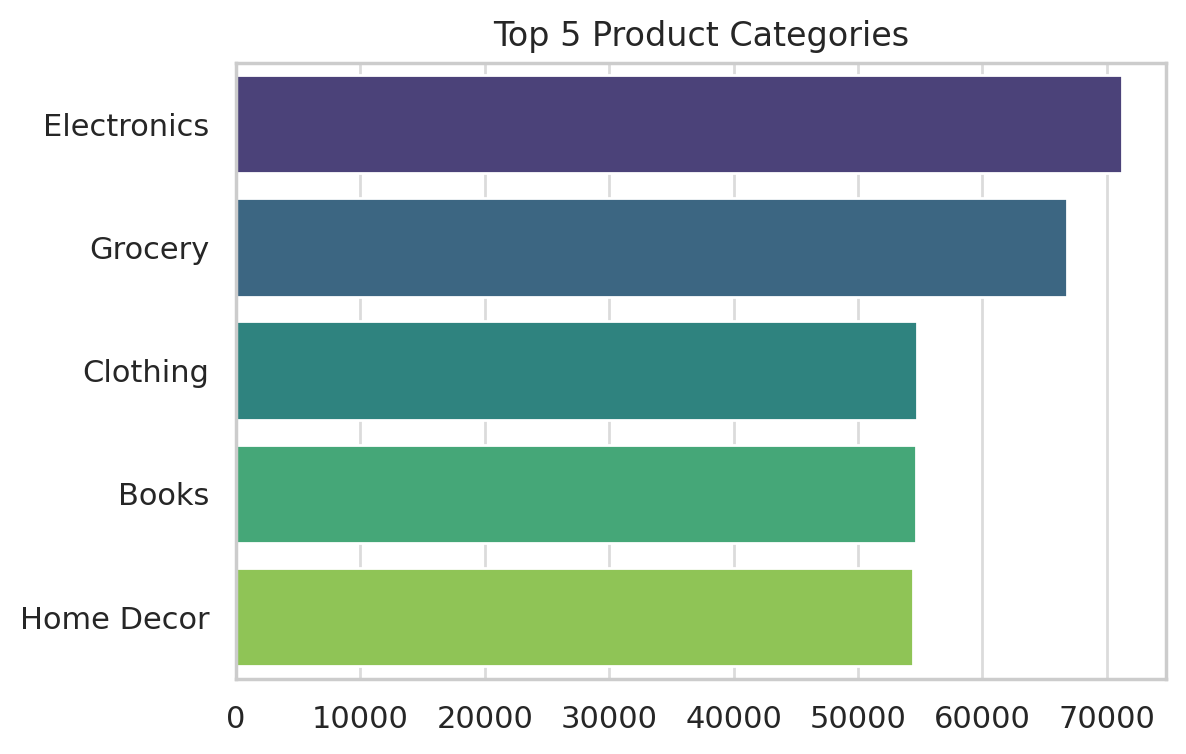 Top 5 Product Categories
Electronics
Grocery
Clothing
Books
Home Decor
0 10000 20000 30000 40000 50000 60000 70000